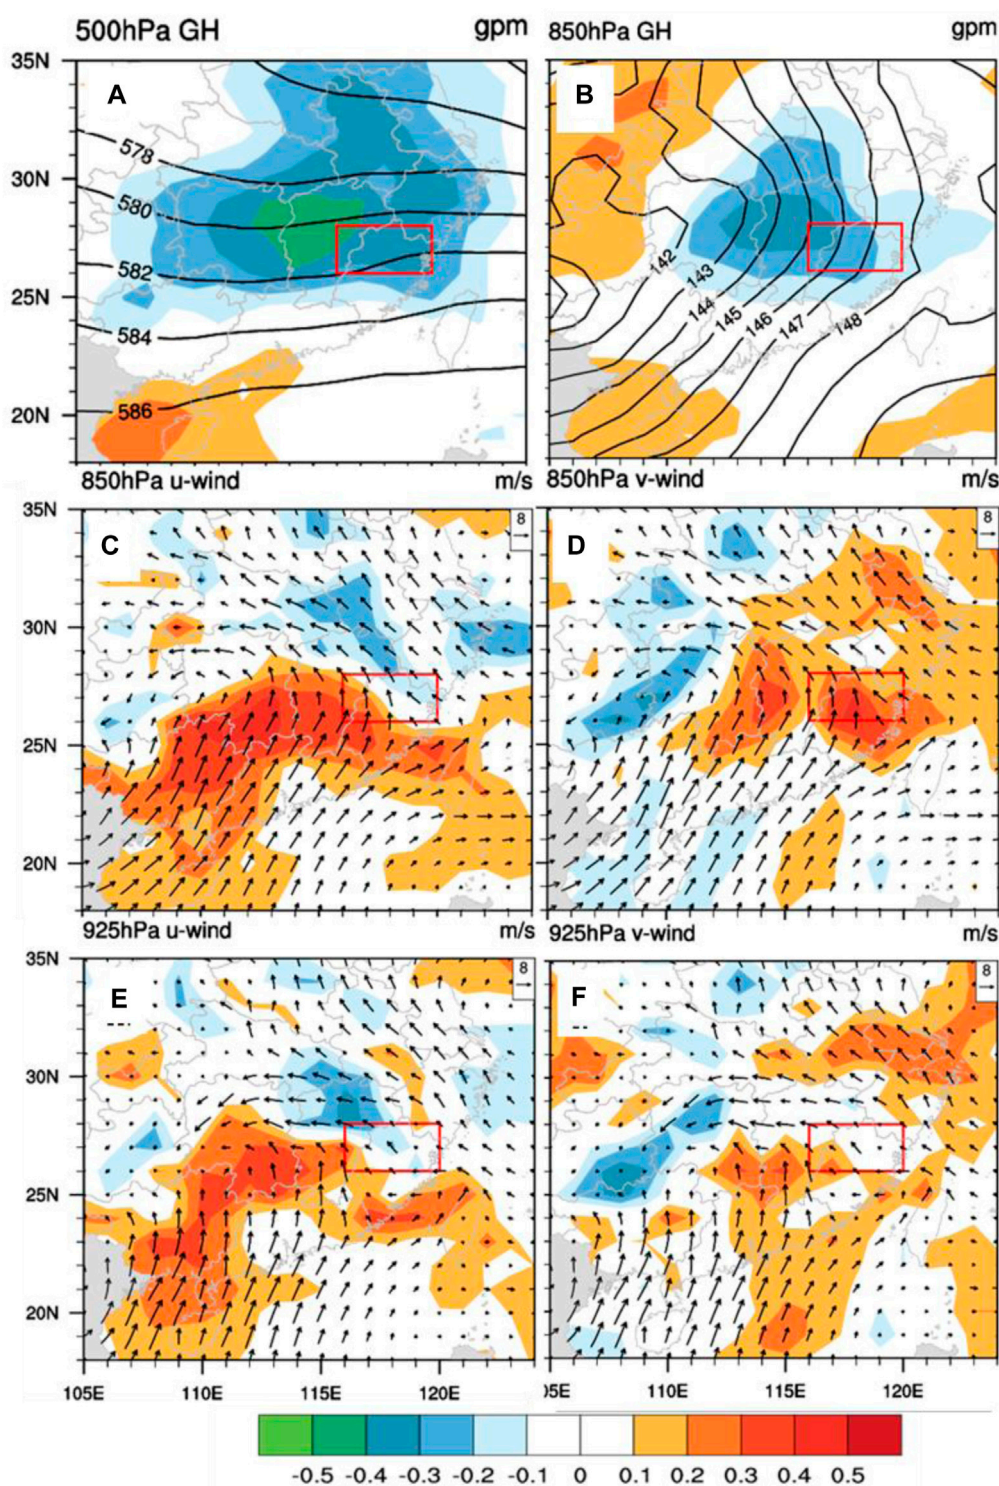 500hPa GH gpm
850hPa GH gpm
35N
30N
25N
20N
A
578
580
582
584
586
B
142
143
144
145
146
147
148
850hPa u-wind m/s
850hPa v-wind m/s
35N
30N
25N
20N
C
8
D
8
925hPa u-wind m/s
925hPa v-wind m/s
35N
30N
25N
20N
E
8
F
8
105E 110E 115E 120E
05E 110E 115E 120E
-0.5 -0.4 -0.3 -0.2 -0.1 0 0.1 0.2 0.3 0.4 0.5